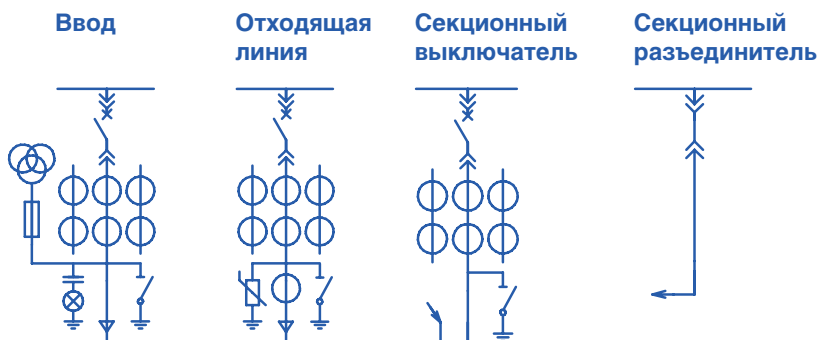 Ввод
Отходящая
линия
Секционный
выключатель
Секционный
разъединитель